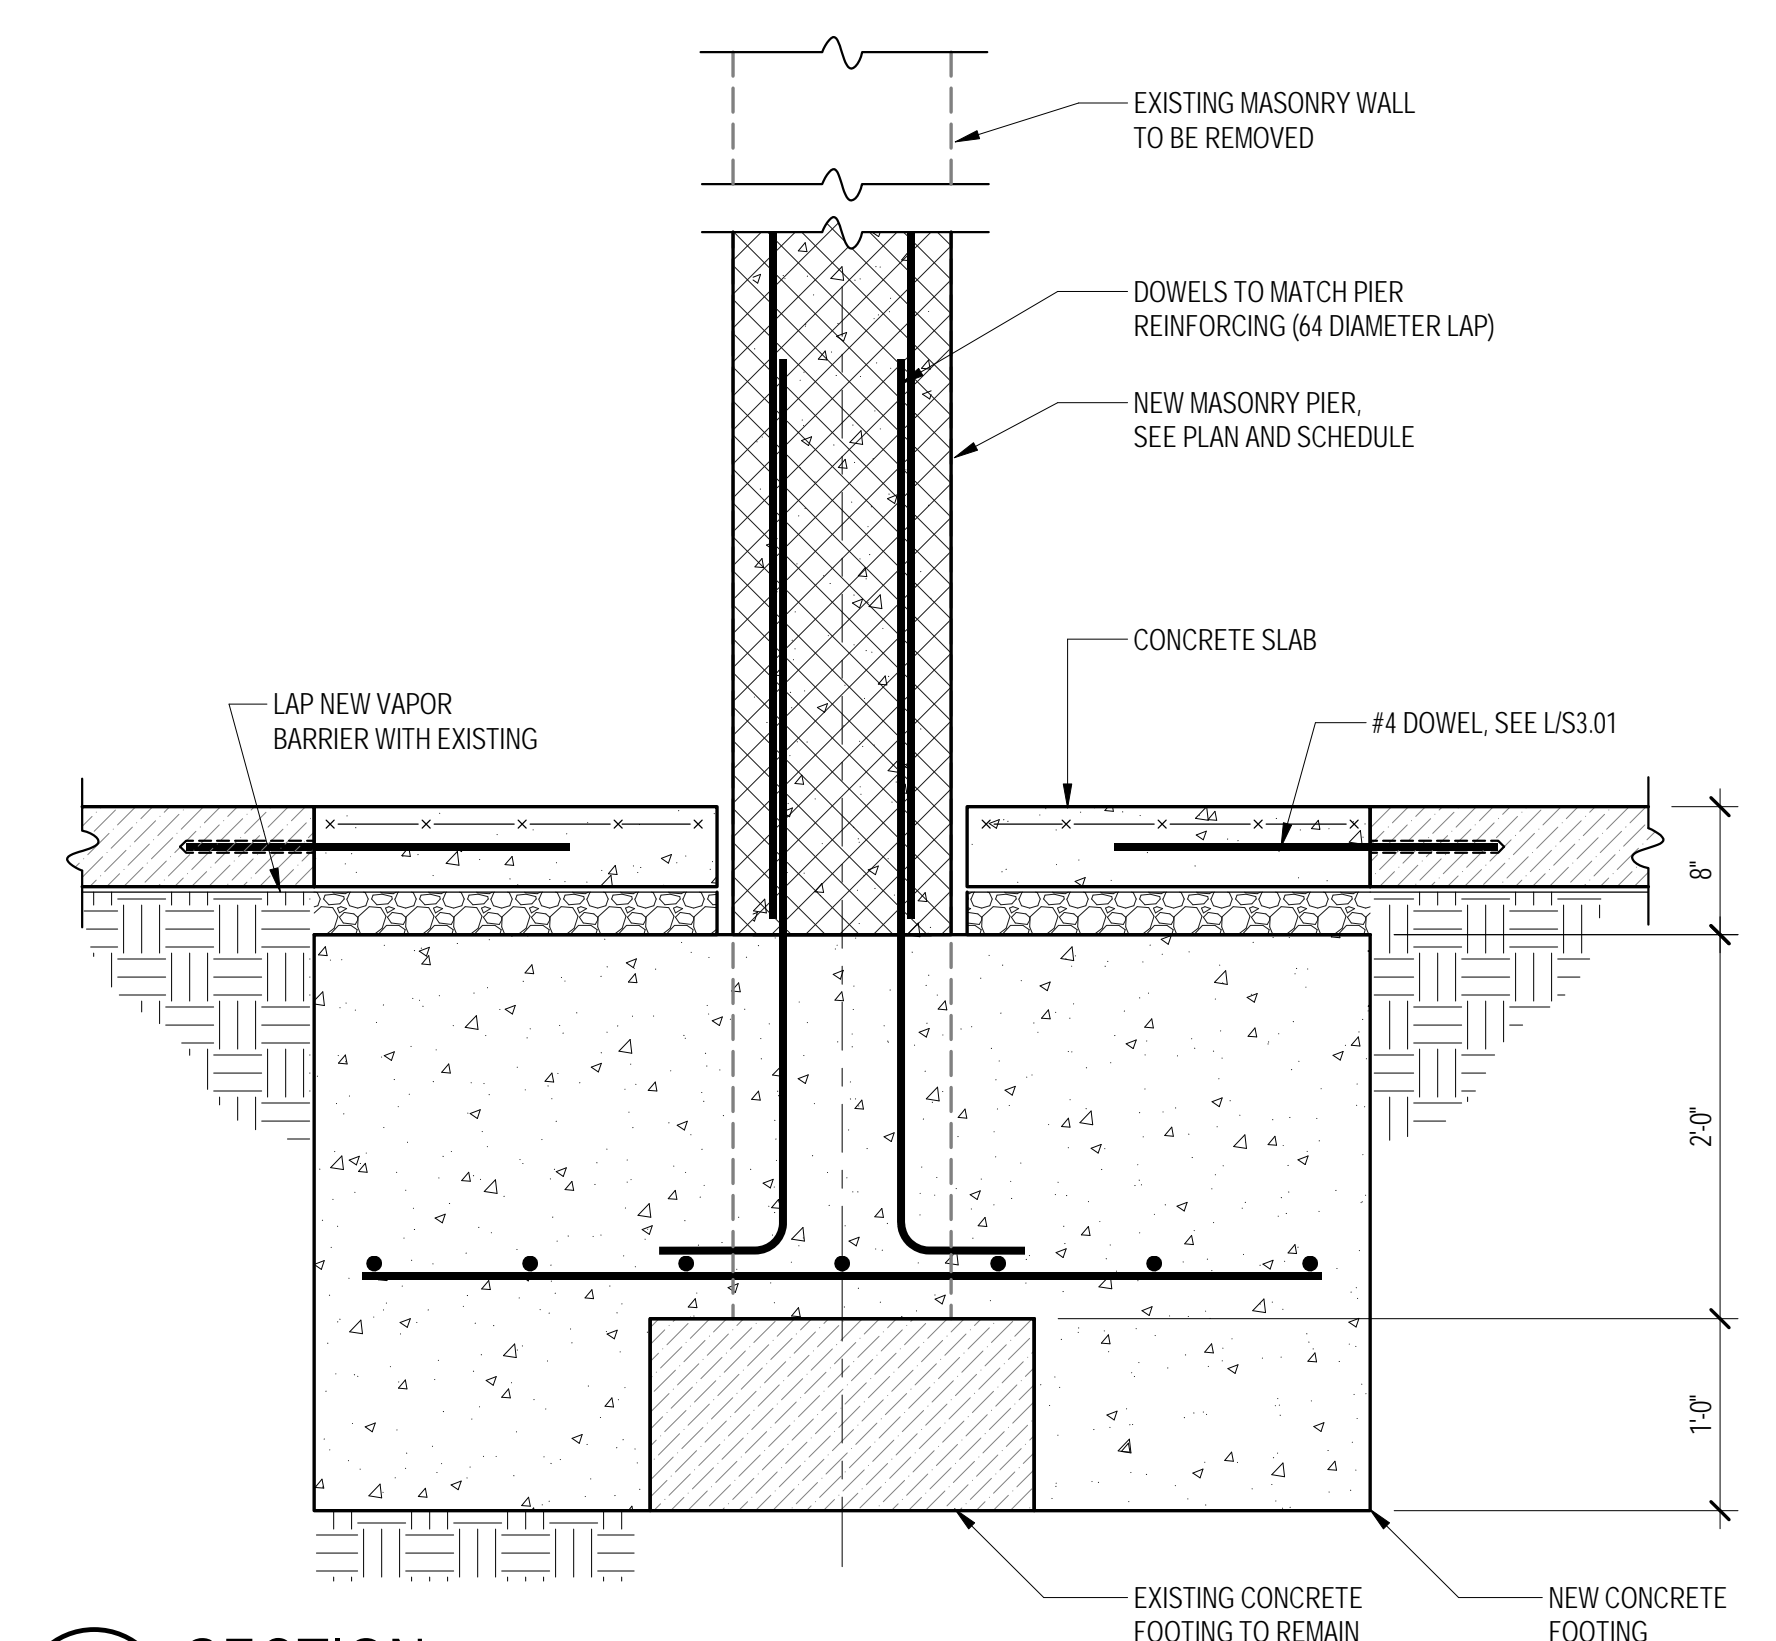 EXISTING MASONRY WALL
TO BE REMOVED
DOWELS TO MATCH PIER
REINFORCING (64 DIAMETER LAP)
NEW MASONRY PIER,
SEE PLAN AND SCHEDULE
CONCRETE SLAB
LAP NEW VAPOR
BARRIER WITH EXISTING
#4 DOWEL, SEE L/S3.01
8"
2'-0"
1'-0"
EXISTING CONCRETE
FOOTING TO REMAIN
NEW CONCRETE
FOOTING
SECTION